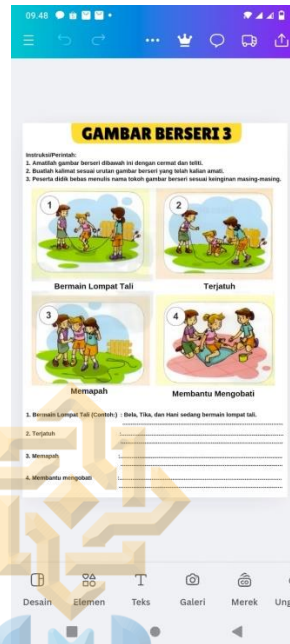 09.48
GAMBAR BERSERI 3
Instruksi/Perintah:
1. Amatilah gambar berseri dibawah ini dengan cermat dan teliti.
2. Buatlah kalimat sesuai urutan gambar berseri yang telah kalian amati.
3. Peserta didik bebas menulis nama tokoh gambar berseri sesuai keinginan masing-masing.
1
2
Bermain Lompat Tali
Terjatuh
3
4
Memapah
Membantu Mengobati
1. Bermain Lompat Tali (Contoh:) : Bela, Tika, dan Hani sedang bermain lompat tali.
2. Terjatuh :
3. Memapah :
4. Membantu mengobati :
Desain Elemen Teks Galeri Merek Ung